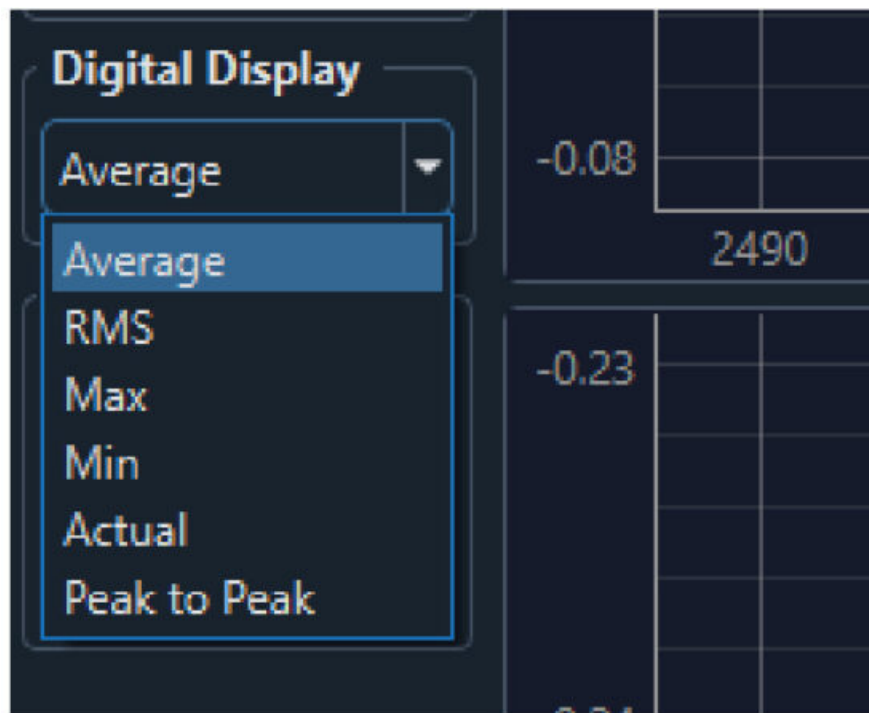 Digital Display
Average
Average
RMS
Max
Min
Actual
Peak to Peak
-0.08
2490
-0.23